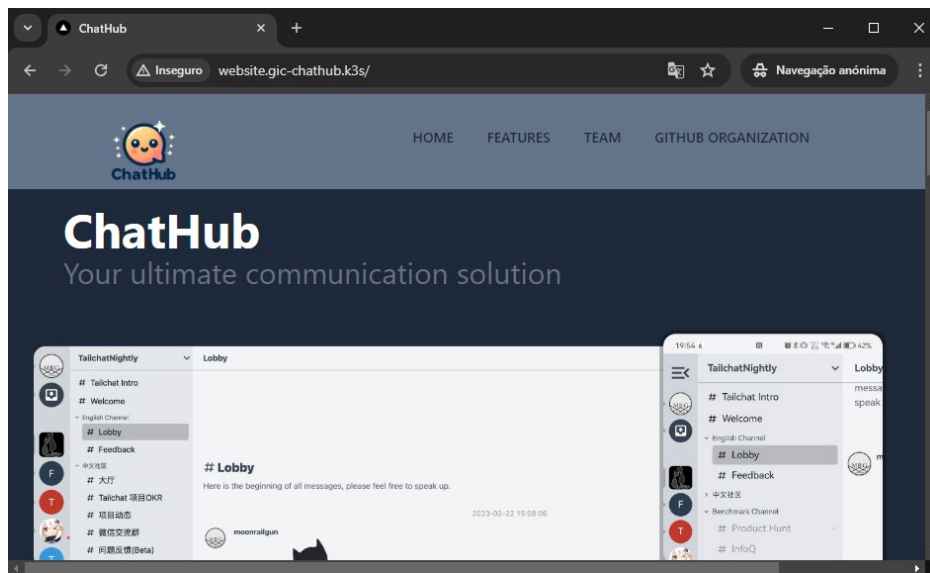 ChatHub
Inseguro website.gic-chathub.k3s/ Navegação anónima
ChatHub
HOME FEATURES TEAM GITHUB ORGANIZATION
ChatHub
Your ultimate communication solution
TailchatNightly
# Tailchat Intro
# Welcome
English Channel
# Lobby
# Feedback
中文社区
# 大厅
# Tailchat 项目OKR
# 项目动态
# 微信交流群
# 问题反馈(Beta)
F
T
T
Lobby
# Lobby
Here is the beginning of all messages, please feel free to speak up.
2023-02-22 15:08:06
moonrailgun
19:54
42%
TailchatNightly
Lobby
messa
speak
# Tailchat Intro
# Welcome
English Channel
# Lobby
# Feedback
中文社区
Benchmark Channel
# Product Hunt
# InfoQ
F
T
m